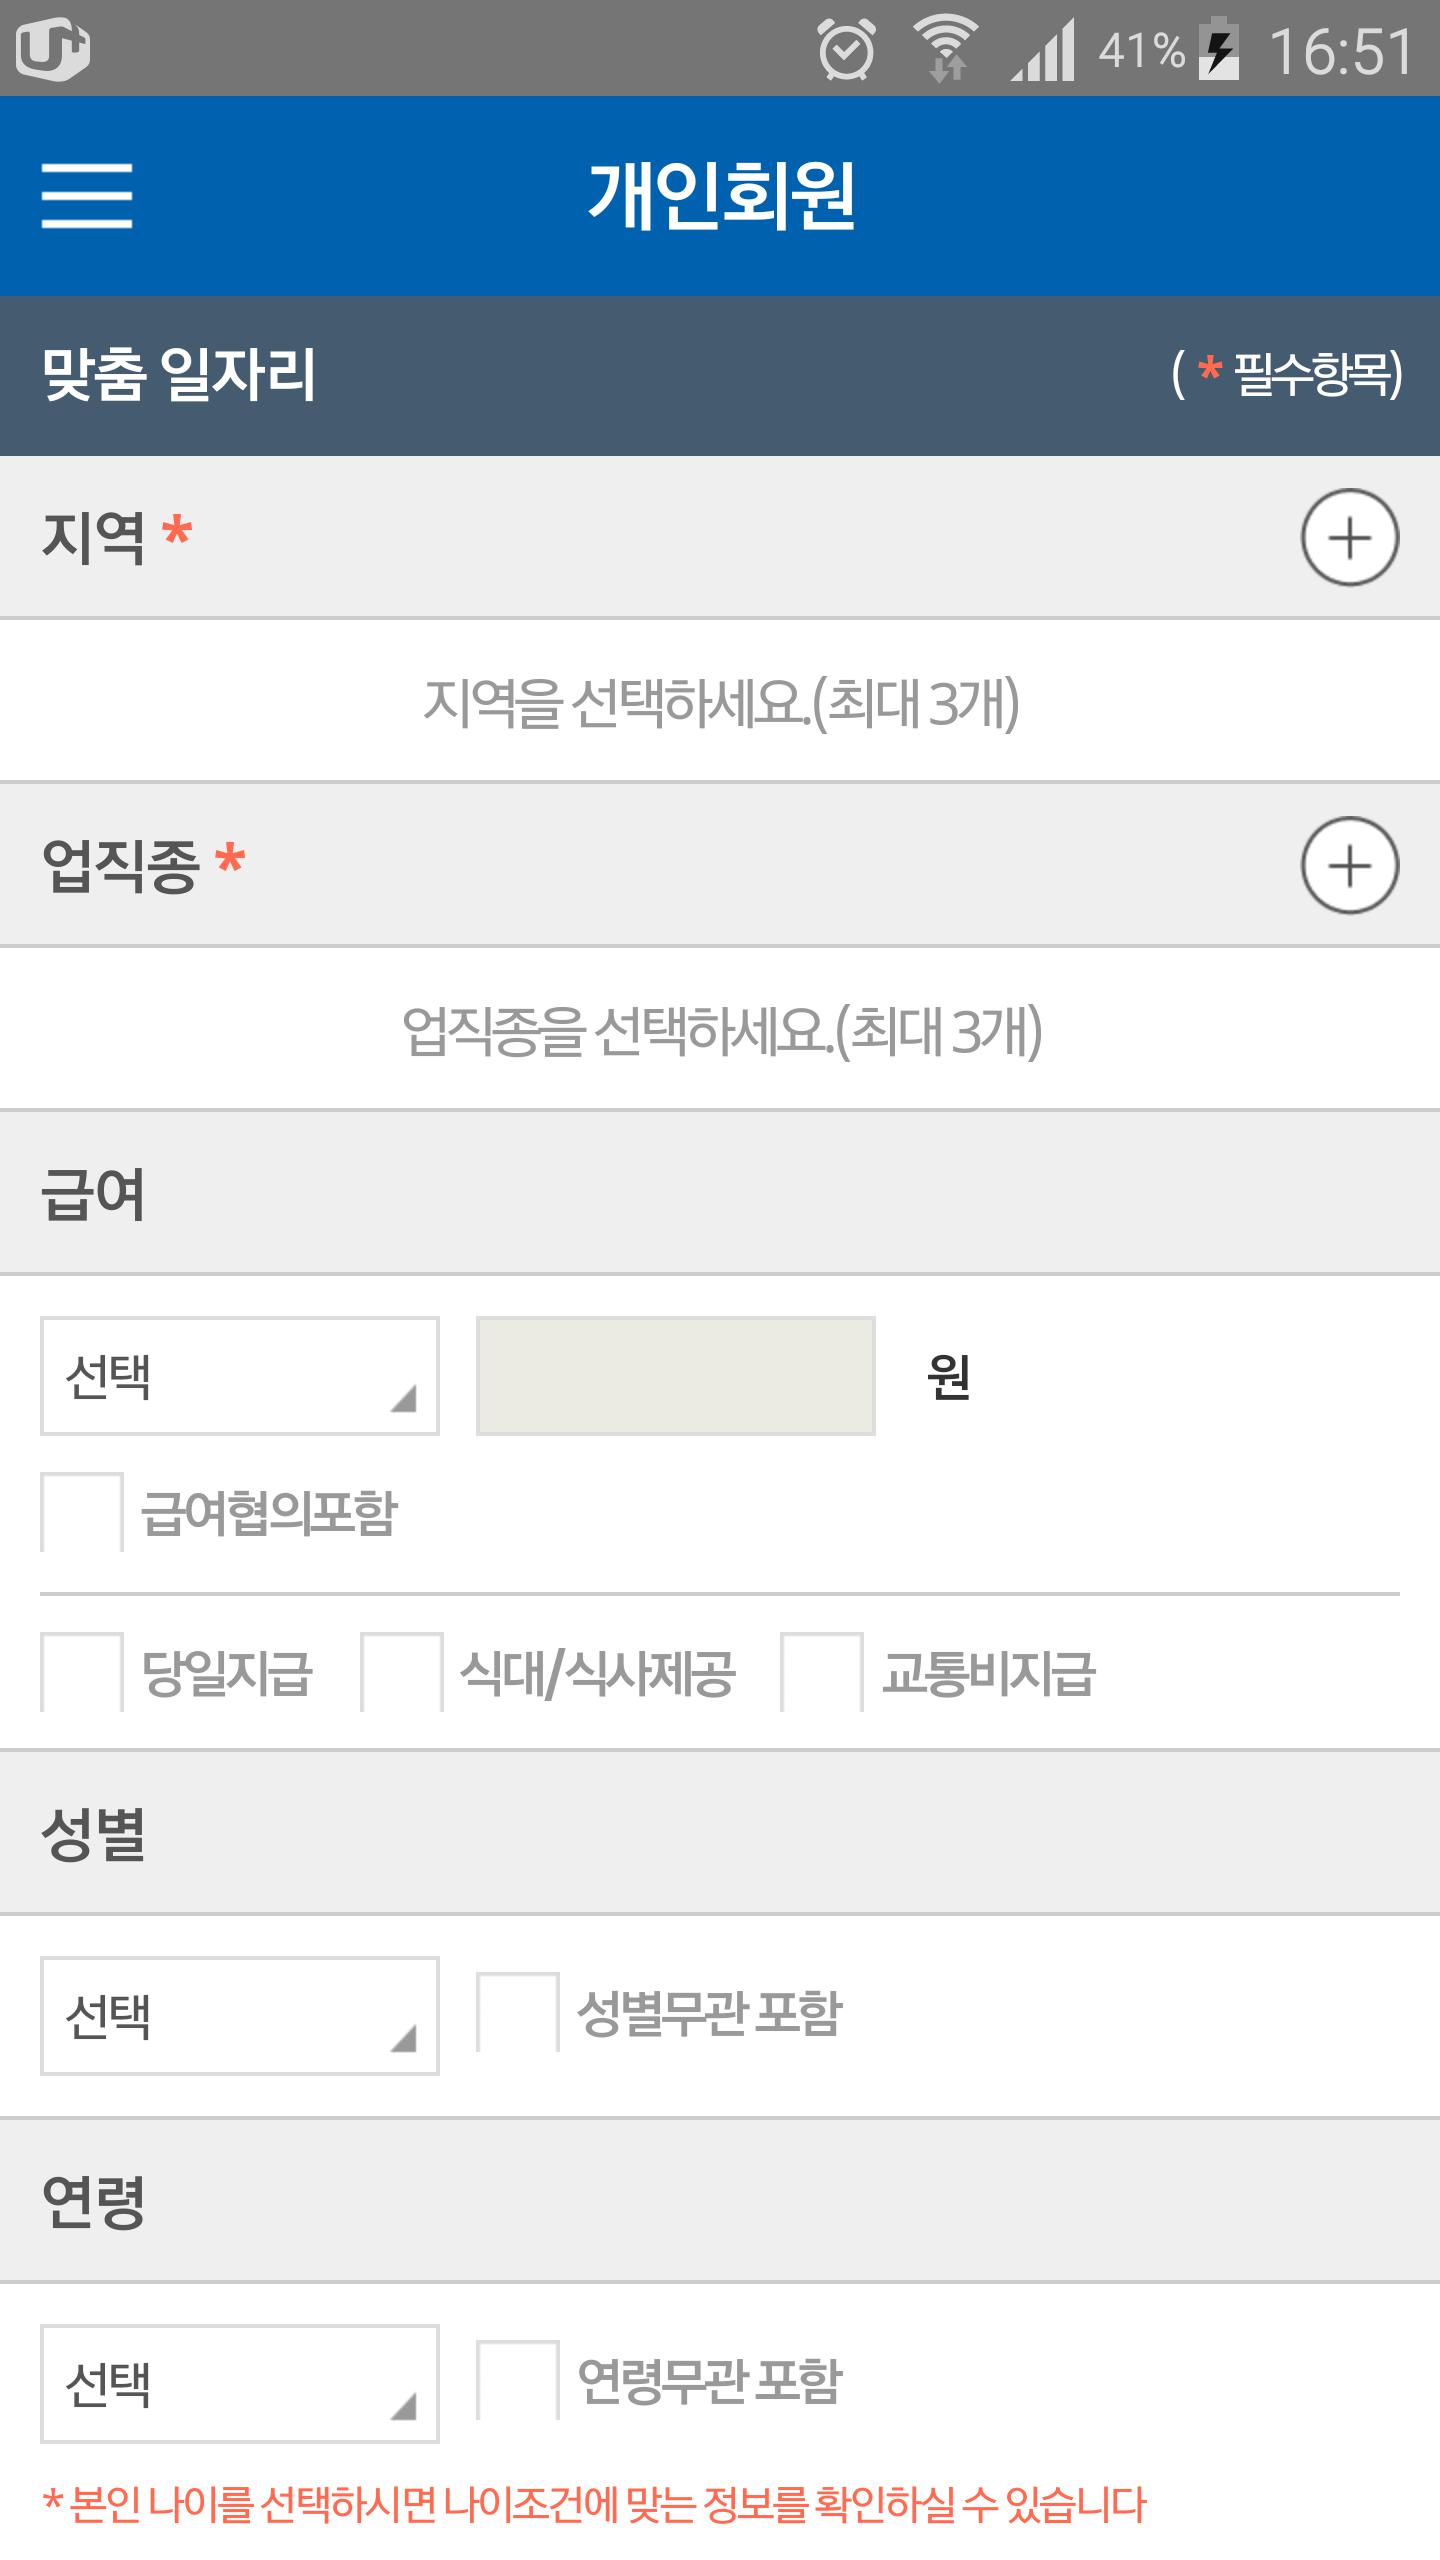 41% 16:51
개인회원
맞춤 일자리 ( * 필수항목)
지역 *
지역을 선택하세요.(최대 3개)
업직종 *
업직종을 선택하세요.(최대 3개)
급여
선택 원
급여협의포함
당일지급 식대/식사제공 교통비지급
성별
선택 성별무관 포함
연령
선택 연령무관 포함
* 본인 나이를 선택하시면 나이조건에 맞는 정보를 확인하실 수 있습니다